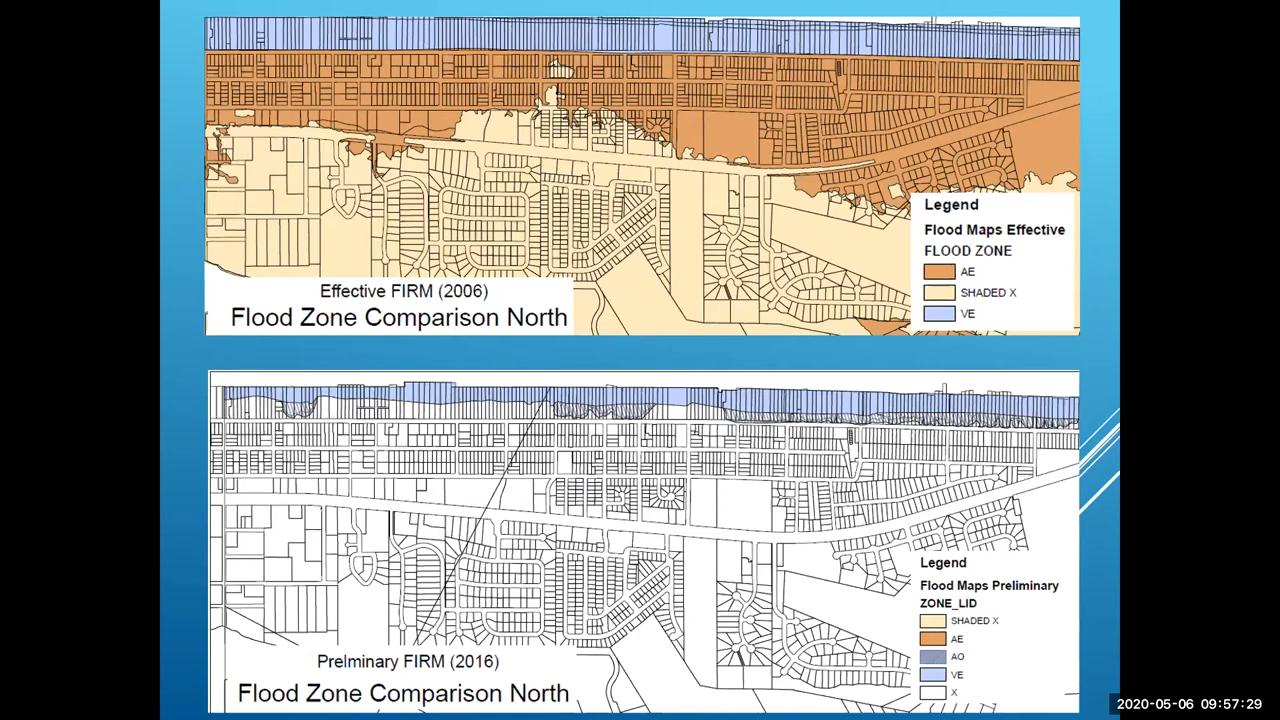 Legend
Flood Maps Effective
FLOOD ZONE
AE
SHADED X
VE
Effective FIRM (2006)
Flood Zone Comparison North
Legend
Flood Maps Preliminary
ZONE_LID
SHADED X
AE
AO
VE
X
Prelminary FIRM (2016)
Flood Zone Comparison North
2020-05-06 09:57:29